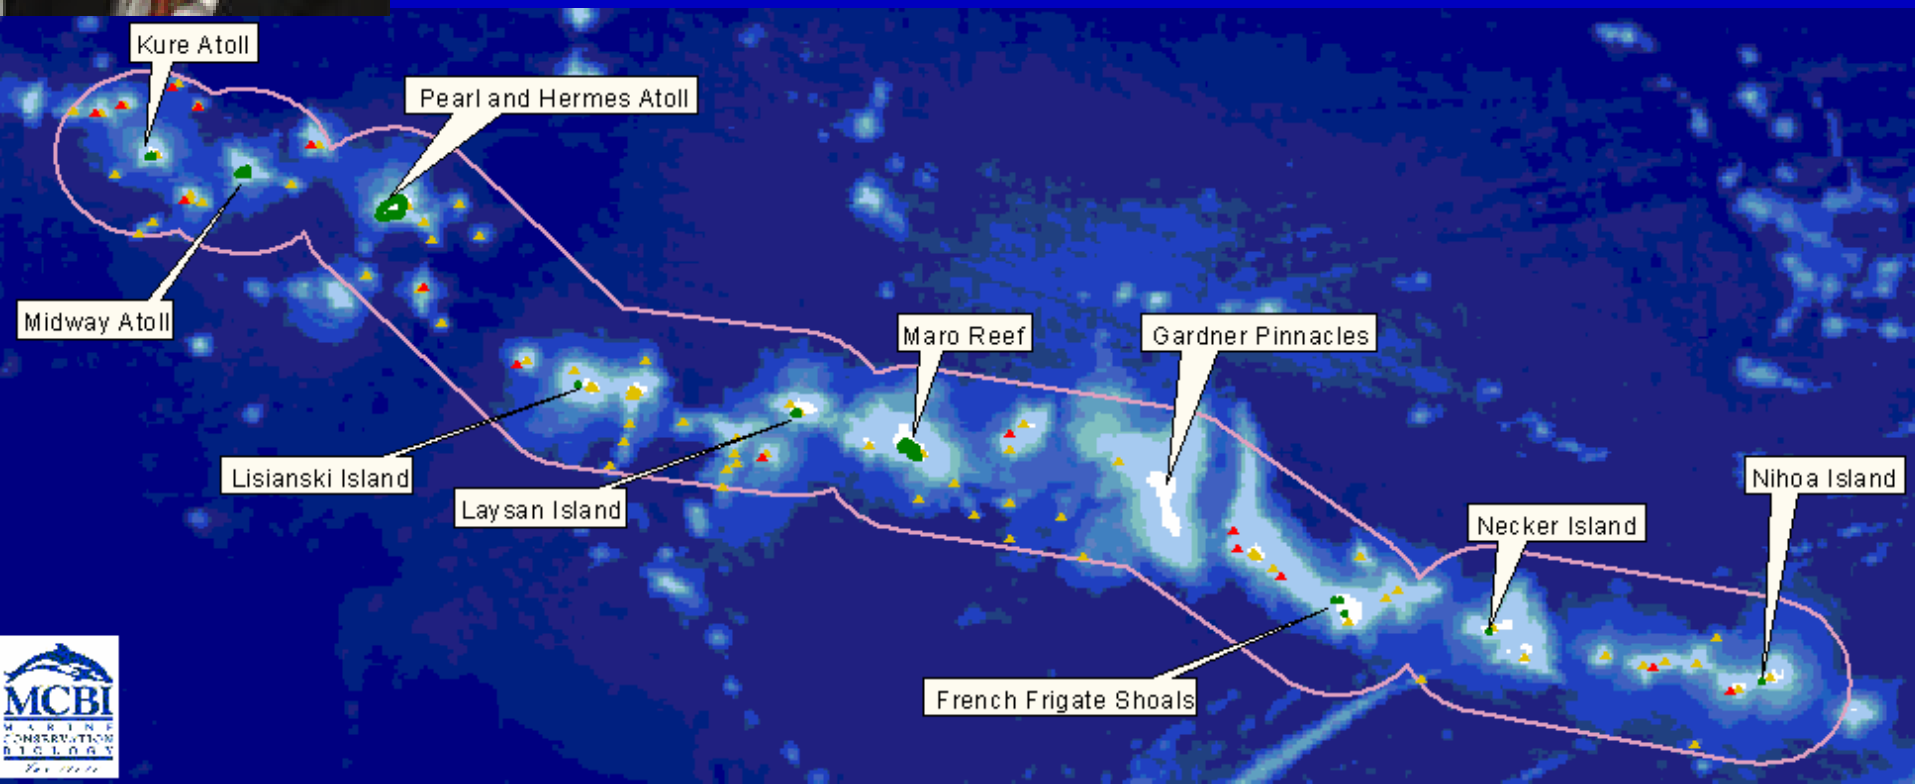 Kure Atoll
Pearl and Hermes Atoll
Midway Atoll
Maro Reef
Gardner Pinnacles
Lisianski Island
Laysan Island
Nihoa Island
Necker Island
French Frigate Shoals
MCBI
MARINE
CONSERVATION
BIOLOGY